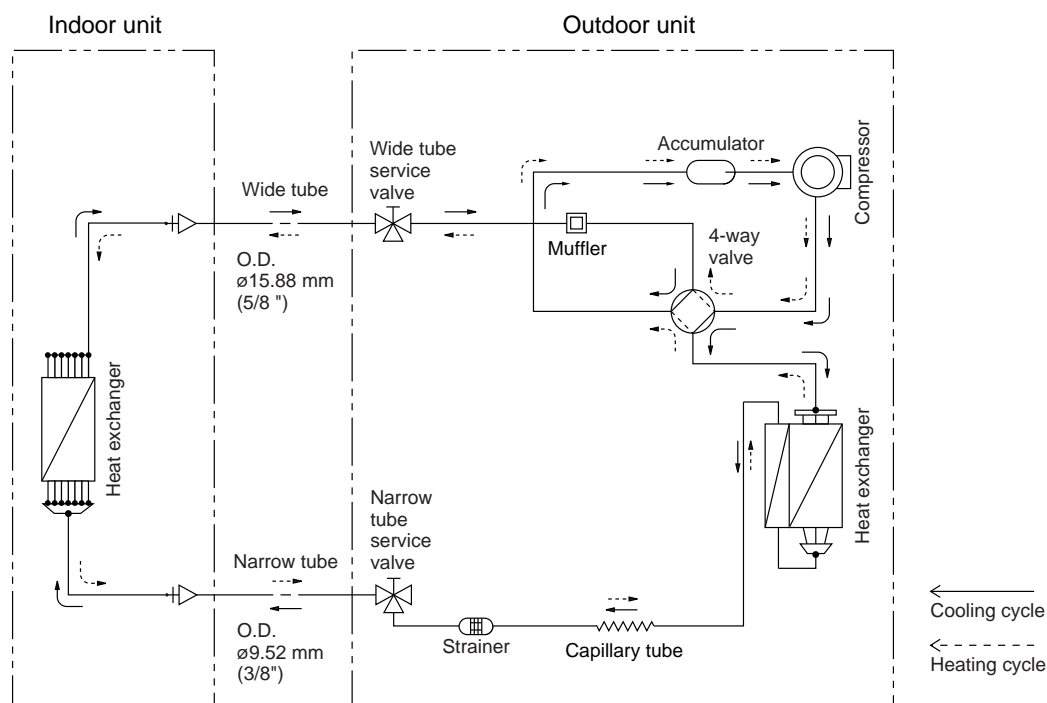 Indoor unit
Outdoor unit
Wide tube
service
valve
Accumulator
Compressor
Wide tube
O.D.
ø15.88 mm
(5/8 ")
Muffler
4-way
valve
Heat exchanger
Heat exchanger
Narrow
tube
service
valve
Narrow tube
O.D.
ø9.52 mm
(3/8")
Strainer
Capillary tube
Cooling cycle
Heating cycle